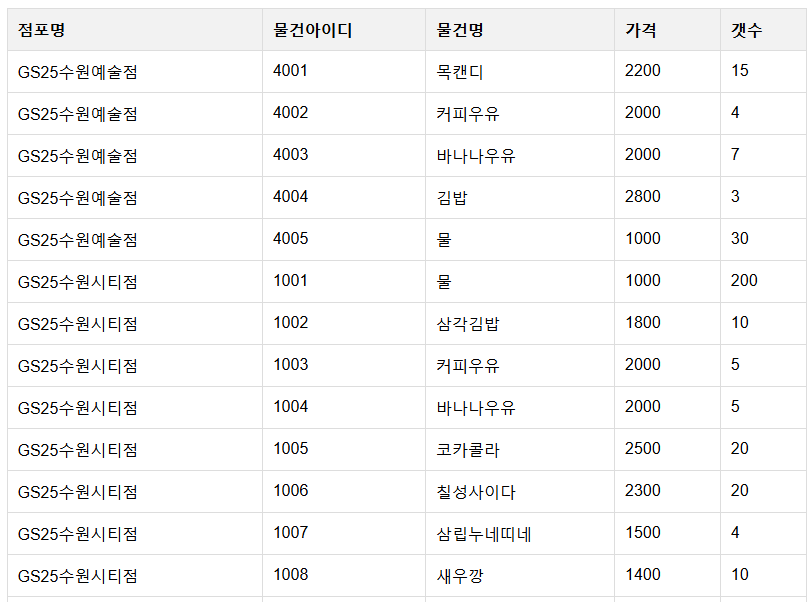 점포명 물건아이디 물건명 가격 갯수
GS25수원예술점 4001 목캔디 2200 15
GS25수원예술점 4002 커피우유 2000 4
GS25수원예술점 4003 바나나우유 2000 7
GS25수원예술점 4004 김밥 2800 3
GS25수원예술점 4005 물 1000 30
GS25수원시티점 1001 물 1000 200
GS25수원시티점 1002 삼각김밥 1800 10
GS25수원시티점 1003 커피우유 2000 5
GS25수원시티점 1004 바나나우유 2000 5
GS25수원시티점 1005 코카콜라 2500 20
GS25수원시티점 1006 칠성사이다 2300 20
GS25수원시티점 1007 삼립누네띠네 1500 4
GS25수원시티점 1008 새우깡 1400 10